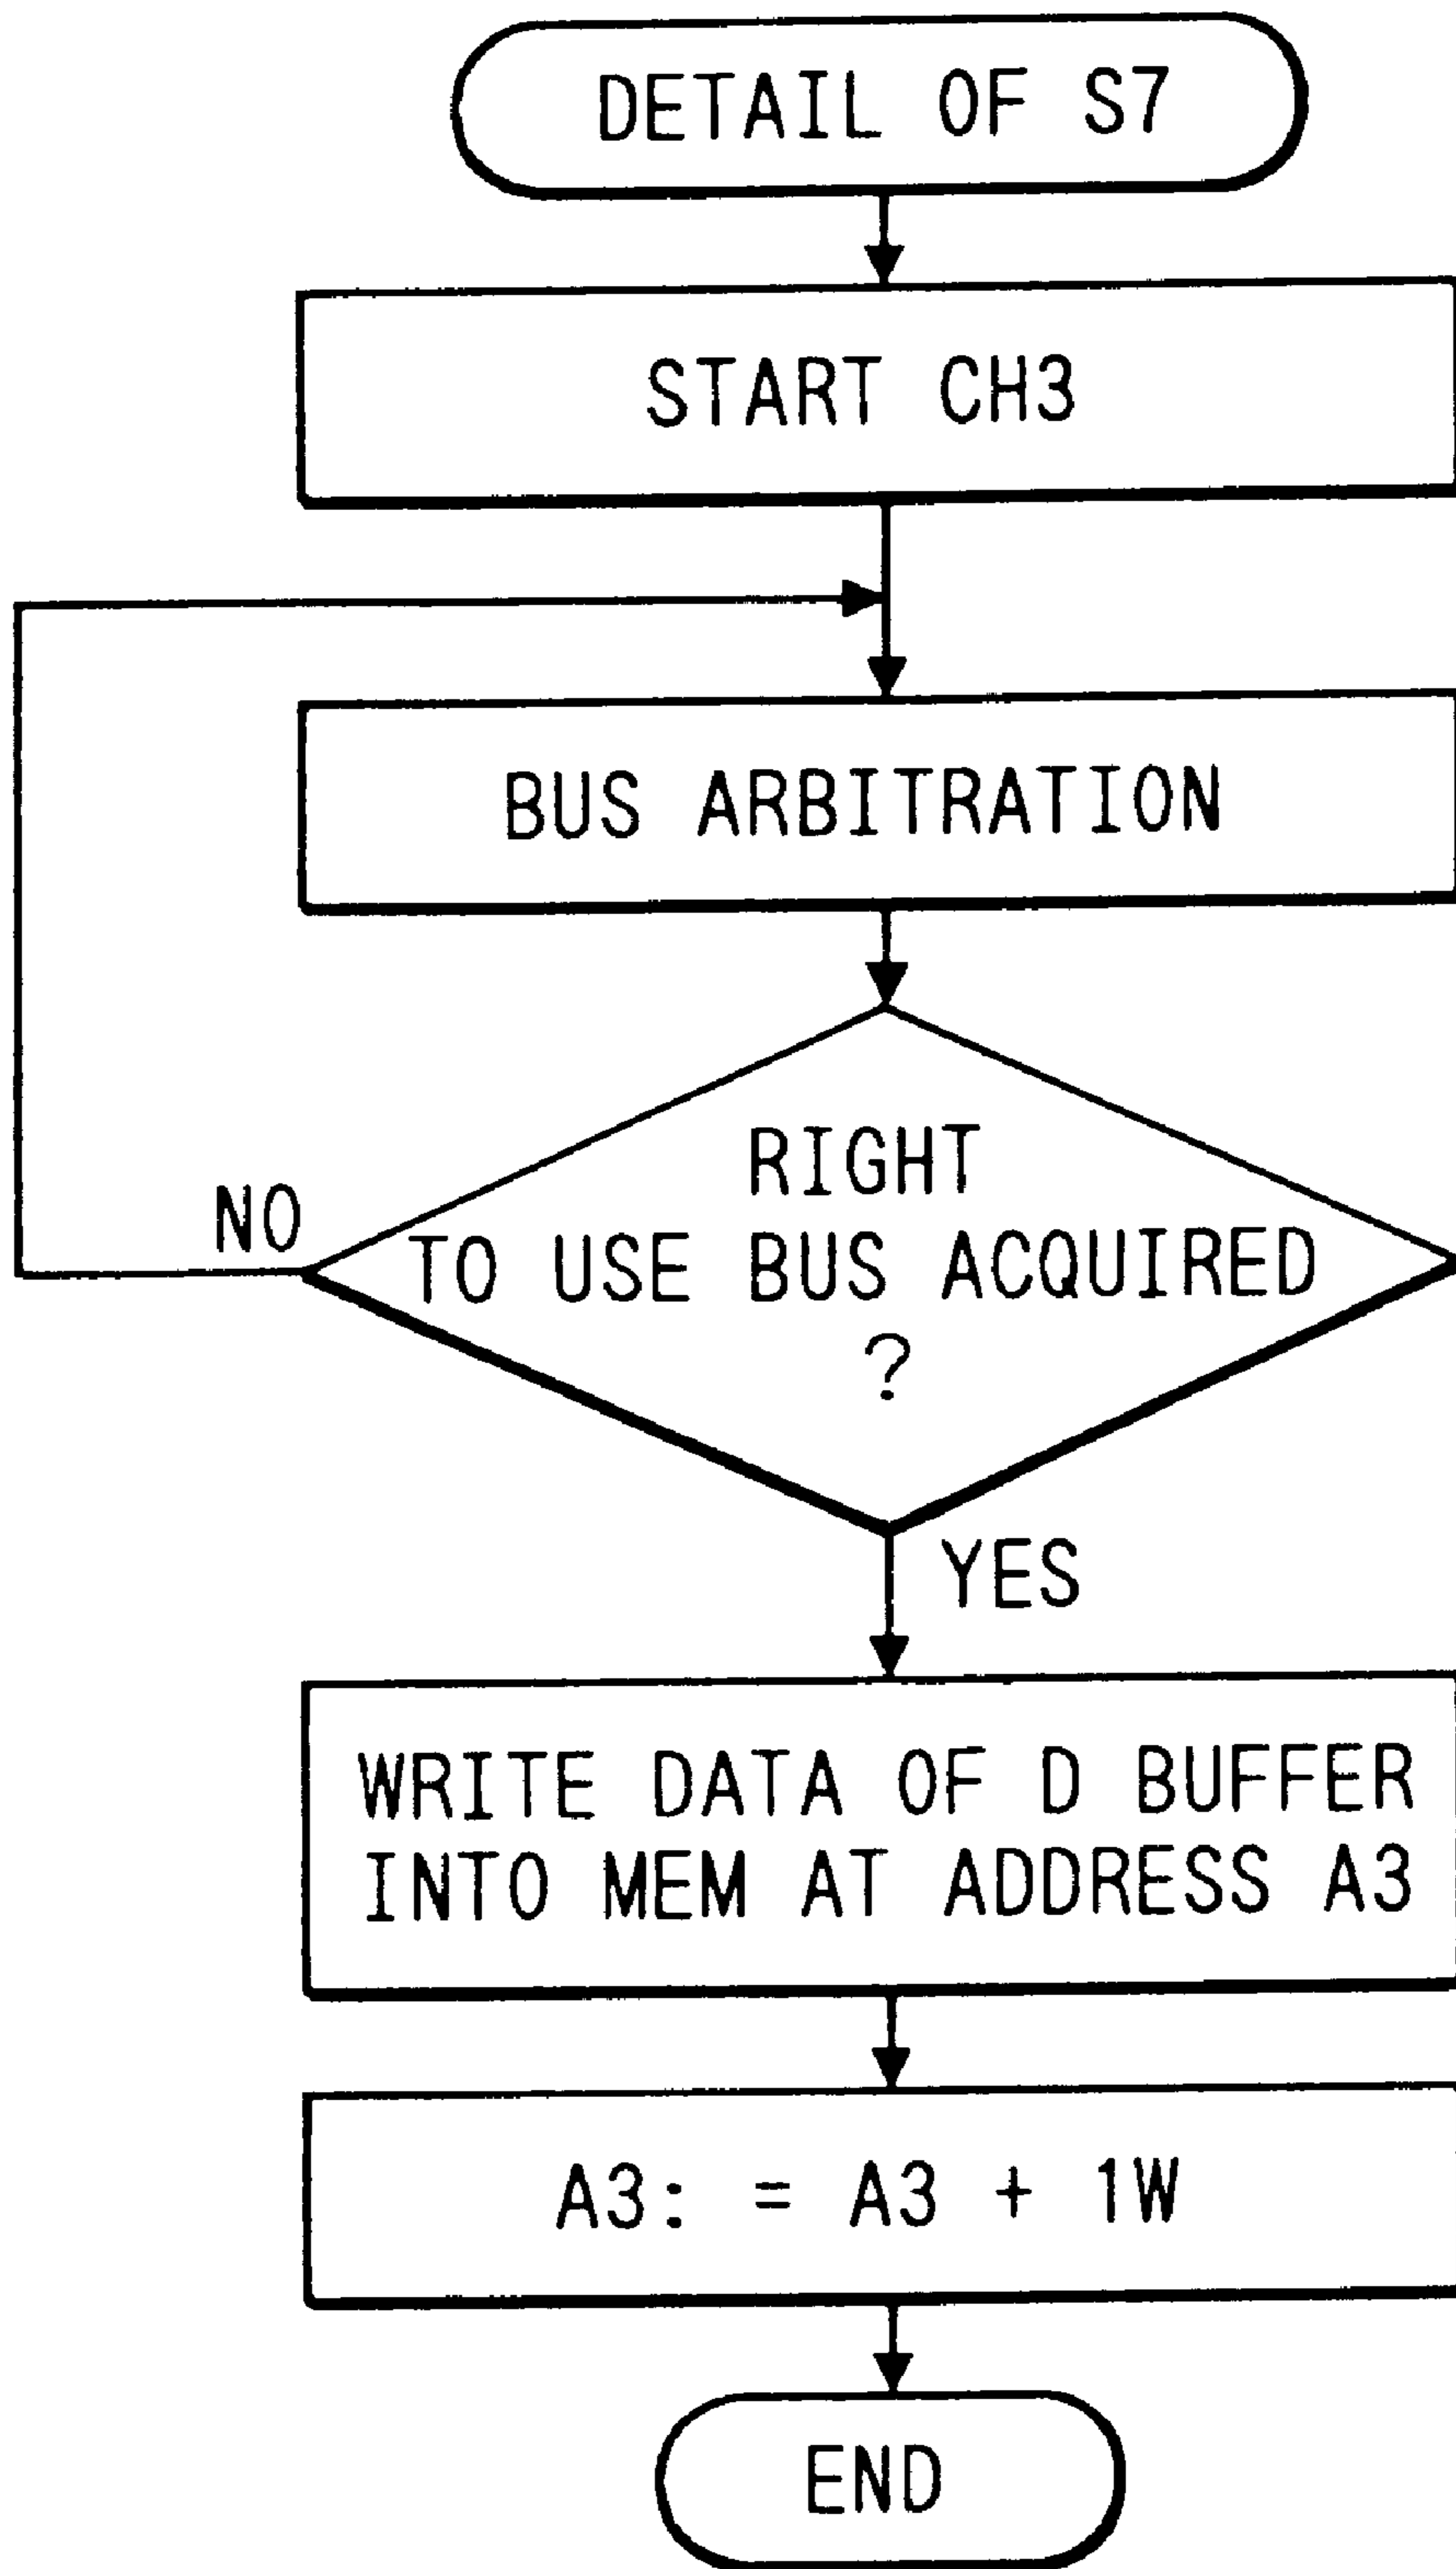 DETAIL OF S7
START CH3
BUS ARBITRATION
RIGHT
TO USE BUS ACQUIRED
?
NO
YES
WRITE DATA OF D BUFFER
INTO MEM AT ADDRESS A3
A3: = A3 + 1W
END